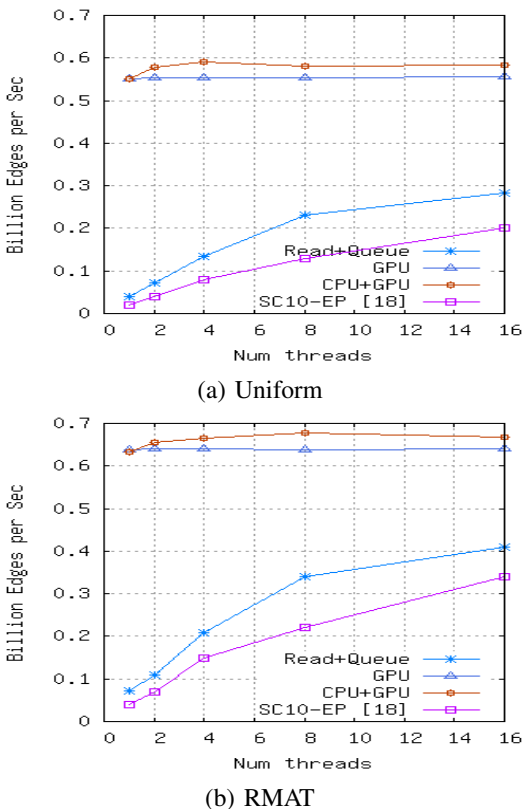 0.7
0.6
0.5
0.4
0.3
0.2
0.1
0
Billion Edges per Sec
Read+Queue
GPU
CPU+GPU
SC10-EP [18]
0 2 4 6 8 10 12 14 16
Num threads
(a) Uniform
0.7
0.6
0.5
0.4
0.3
0.2
0.1
0
Billion Edges per Sec
Read+Queue
GPU
CPU+GPU
SC10-EP [18]
0 2 4 6 8 10 12 14 16
Num threads
(b) RMAT